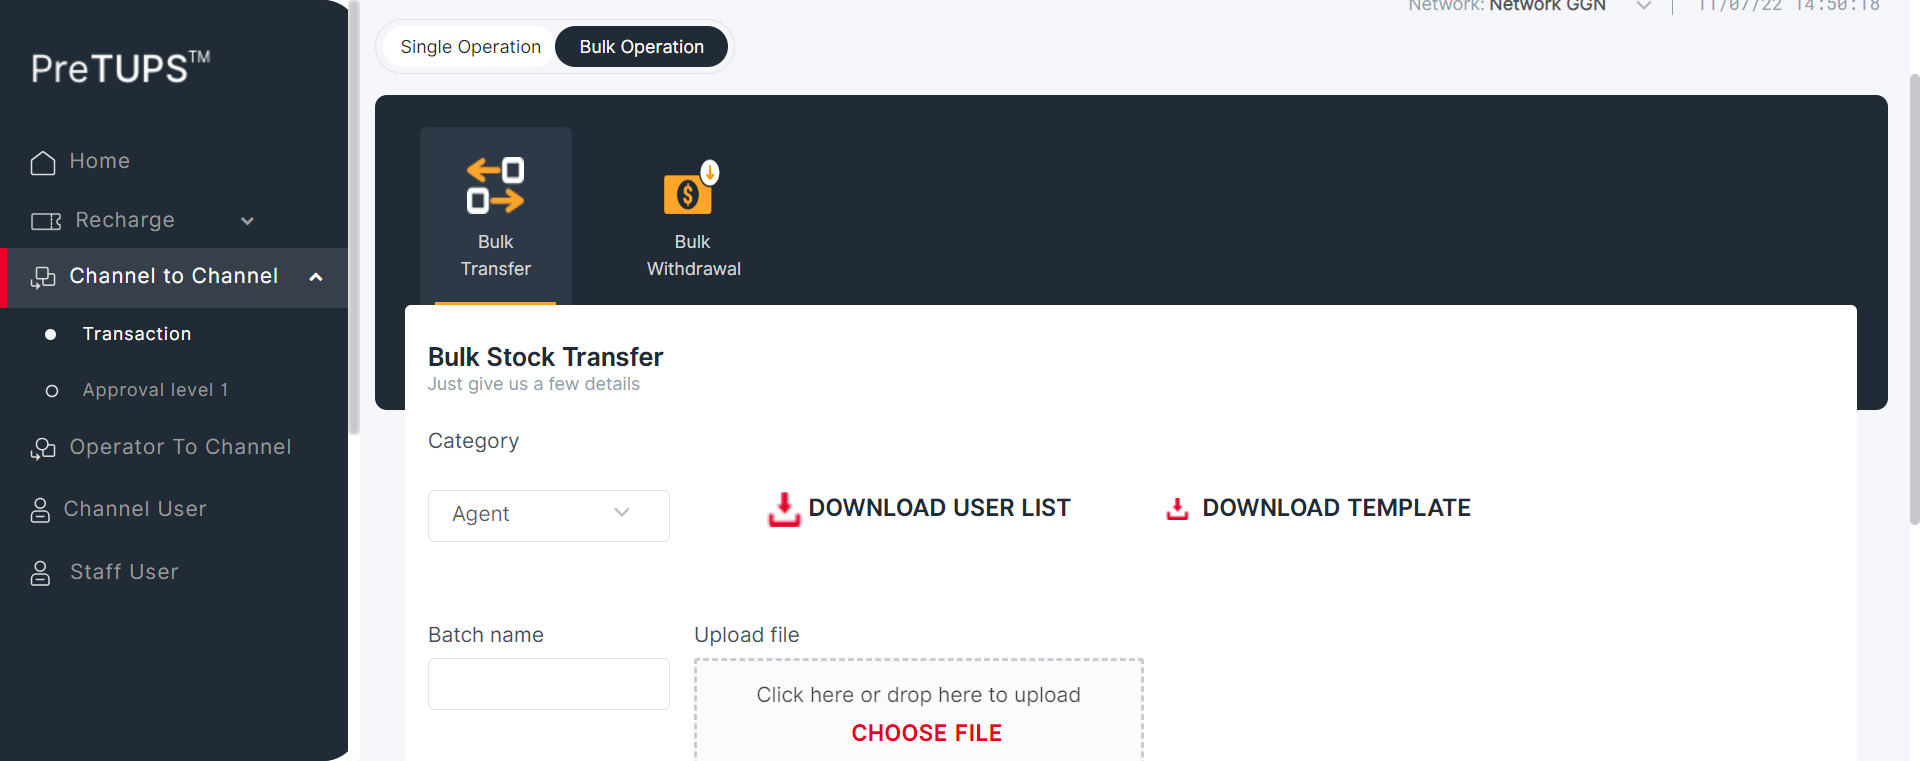 PreTUPS™
Home
Recharge
Channel to Channel
Transaction
Approval level 1
Operator To Channel
Channel User
Staff User
Network: Network GGN
11/07/22 14:50:18
Single Operation
Bulk Operation
Bulk
Transfer
Bulk
Withdrawal
Bulk Stock Transfer
Just give us a few details
Category
Agent
DOWNLOAD USER LIST
DOWNLOAD TEMPLATE
Batch name
Upload file
Click here or drop here to upload
CHOOSE FILE